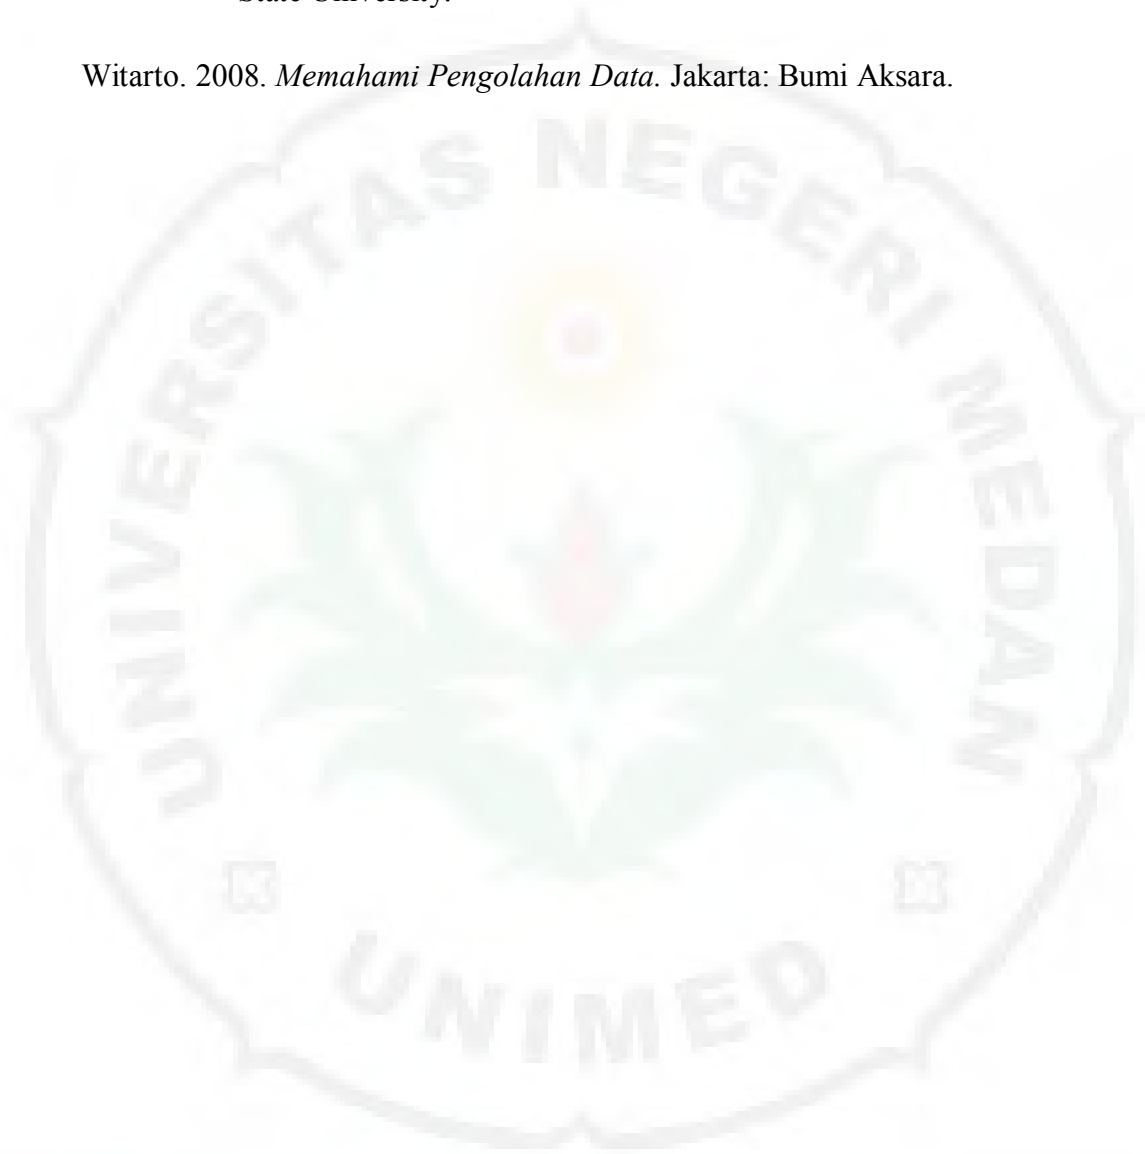 State University.
Witarto. 2008. Memahami Pengolahan Data. Jakarta: Bumi Aksara.
UNIVERSITAS NEGERI MEDAN
UNIMED